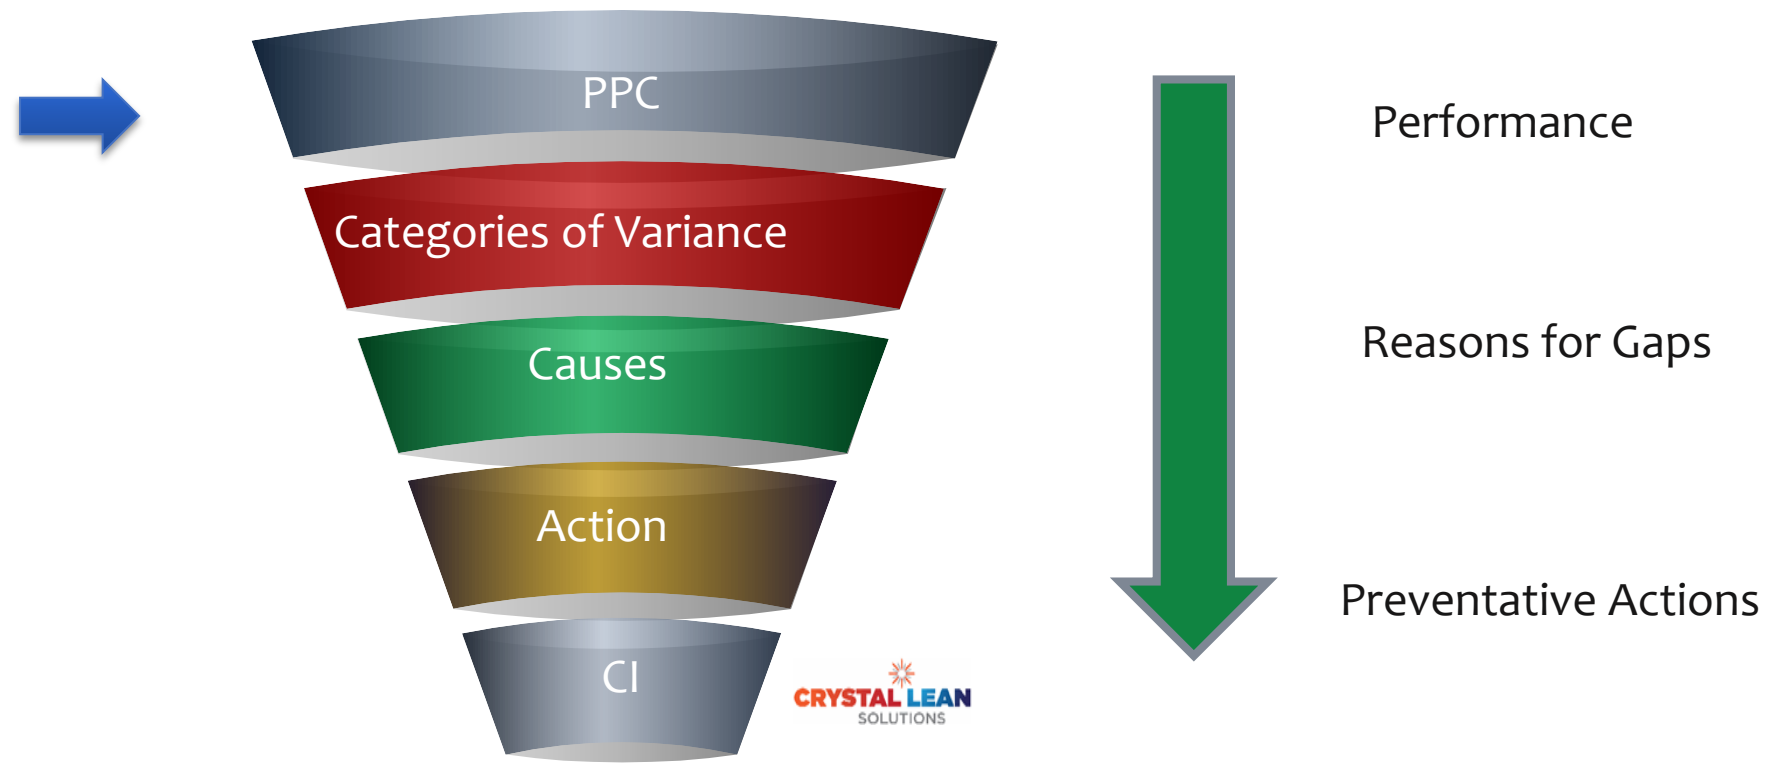 PPC
Categories of Variance
Causes
Action
CI
CRYSTAL LEAN
SOLUTIONS
Performance
Reasons for Gaps
Preventative Actions